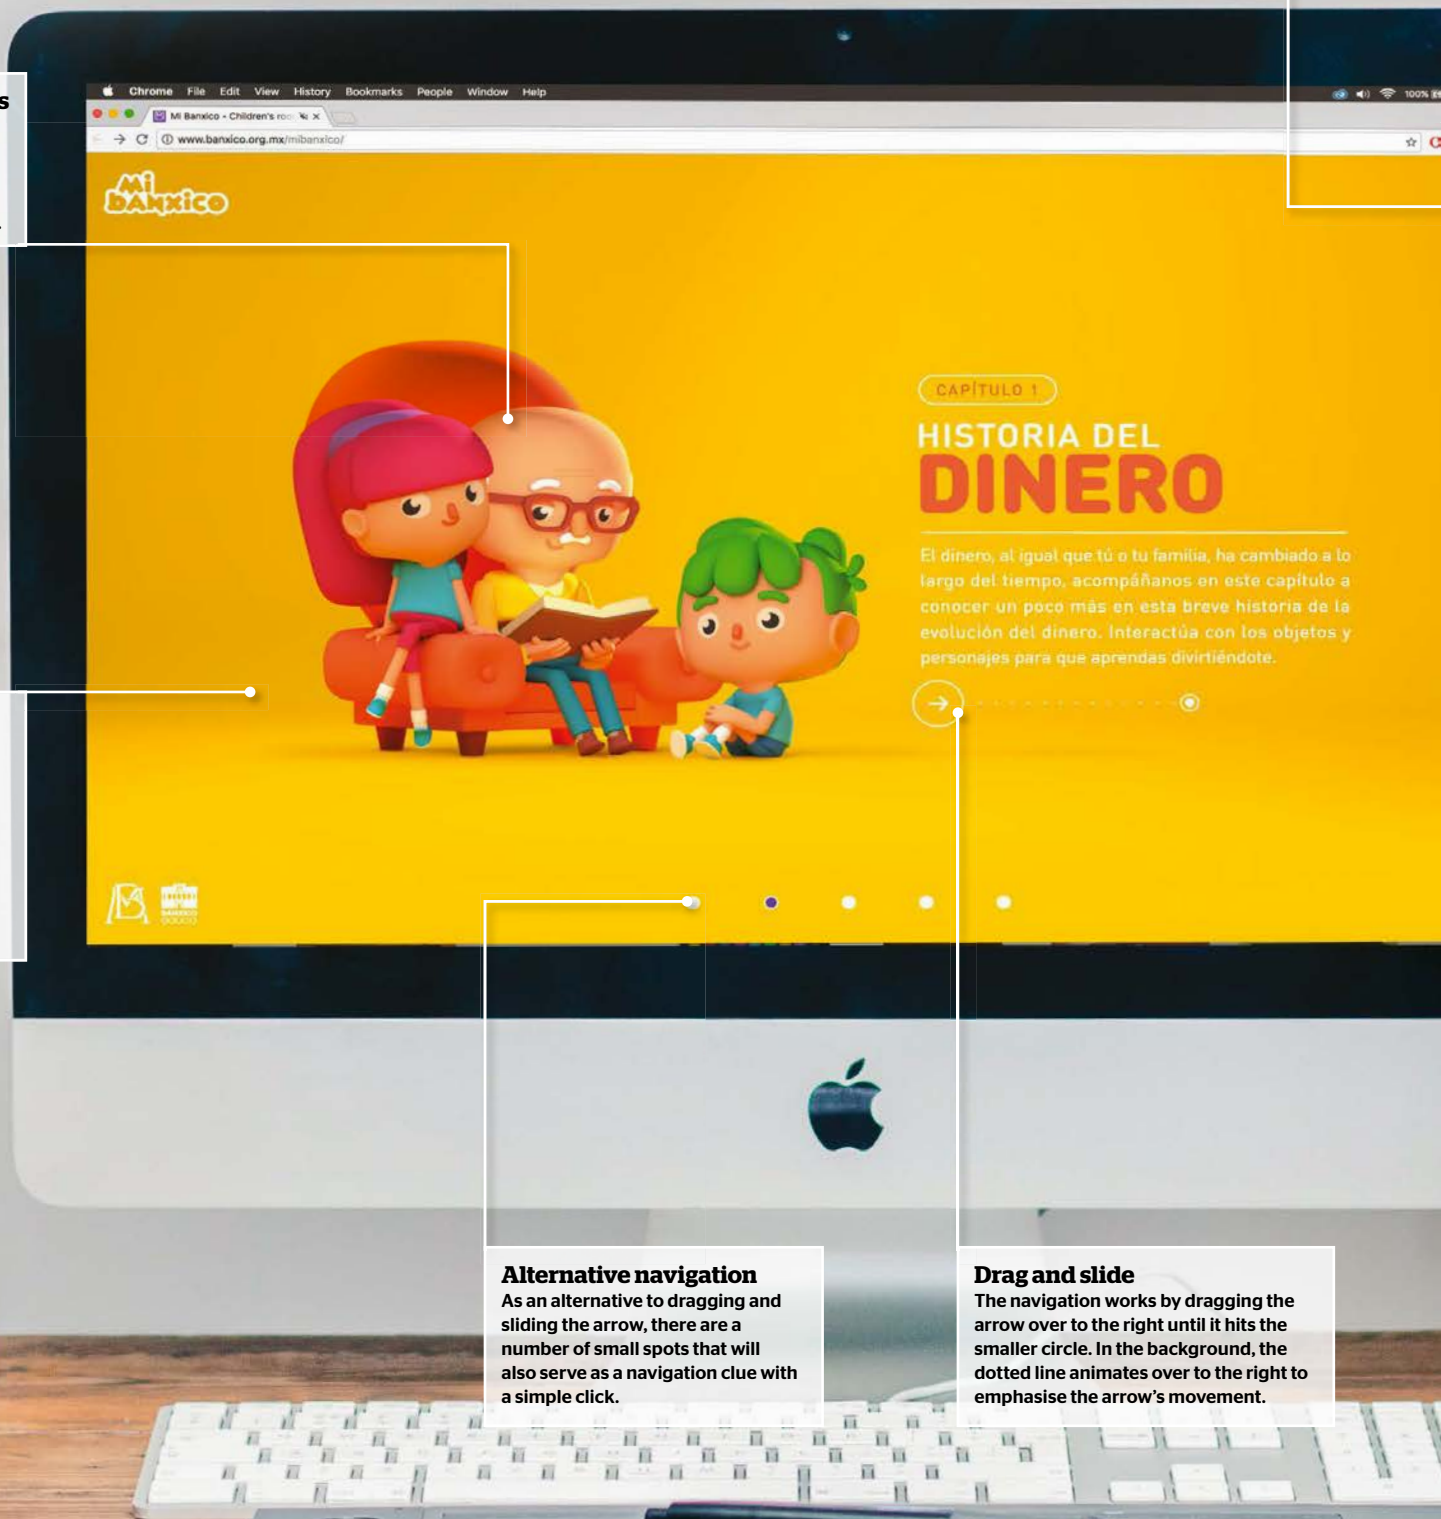 s
Chrome File Edit View History Bookmarks People Window Help
100%
Mi Banxico - Children's roo
www.banxico.org.mx/mibanxico/
Mi
BANXICO
CAPÍTULO 1
HISTORIA DEL
DINERO
El dinero, al igual que tú o tu familia, ha cambiado a lo
largo del tiempo, acompáñanos en este capítulo a
conocer un poco más en esta breve historia de la
evolución del dinero. Interactúa con los objetos y
personajes para que aprendas divirtiéndote.
BANXICO
Alternative navigation
As an alternative to dragging and
sliding the arrow, there are a
number of small spots that will
also serve as a navigation clue with
a simple click.
Drag and slide
The navigation works by dragging the
arrow over to the right until it hits the
smaller circle. In the background, the
dotted line animates over to the right to
emphasise the arrow's movement.